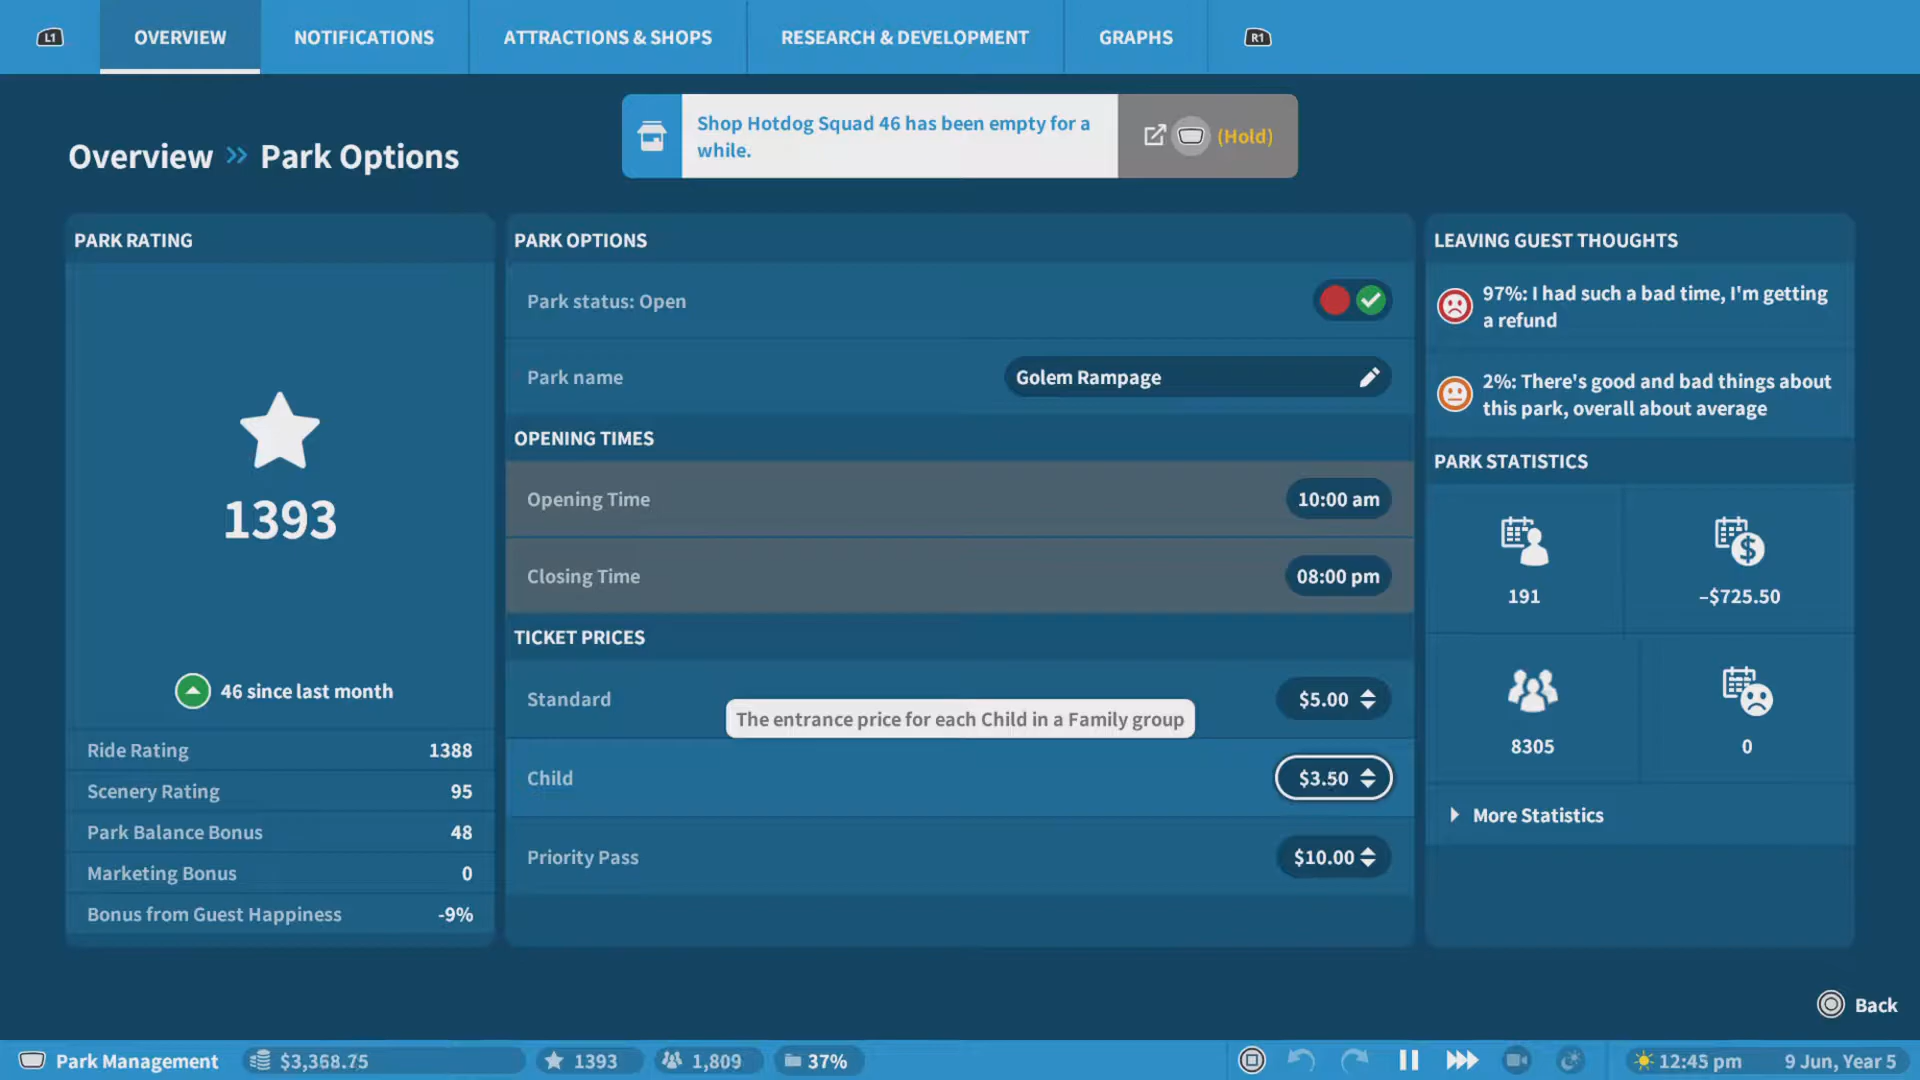 L1
OVERVIEW
NOTIFICATIONS
ATTRACTIONS & SHOPS
RESEARCH & DEVELOPMENT
GRAPHS
R1
Shop Hotdog Squad 46 has been empty for a
while.
(Hold)
Overview » Park Options
PARK RATING
1393
46 since last month
Ride Rating 1388
Scenery Rating 95
Park Balance Bonus 48
Marketing Bonus 0
Bonus from Guest Happiness -9%
PARK OPTIONS
Park status: Open
Park name Golem Rampage
OPENING TIMES
Opening Time 10:00 am
Closing Time 08:00 pm
TICKET PRICES
Standard $5.00
The entrance price for each Child in a Family group
Child $3.50
Priority Pass $10.00
LEAVING GUEST THOUGHTS
97%: I had such a bad time, I'm getting
a refund
2%: There's good and bad things about
this park, overall about average
PARK STATISTICS
191
-$725.50
8305
0
More Statistics
Back
Park Management $3,368.75 1393 1,809 37% 12:45 pm 9 Jun, Year 5